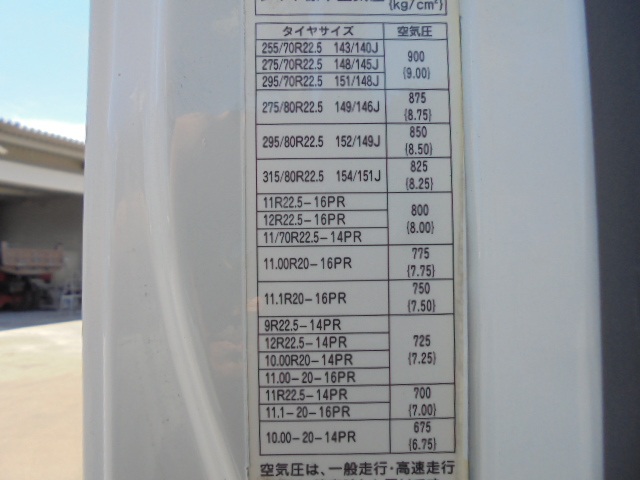 {kg/cm²}
タイヤサイズ 空気圧
255/70R22.5 143/140J
275/70R22.5 148/145J 900 {9.00}
295/70R22.5 151/148J
275/80R22.5 149/146J 875 {8.75}
295/80R22.5 152/149J 850 {8.50}
315/80R22.5 154/151J 825 {8.25}
11R22.5-16PR
12R22.5-16PR 800 {8.00}
11/70R22.5-14PR
11.00R20-16PR 775 {7.75}
11.1R20-16PR 750 {7.50}
9R22.5-14PR
12R22.5-14PR 725 {7.25}
10.00R20-14PR
11.00-20-16PR
11R22.5-14PR 700 {7.00}
11.1-20-16PR
10.00-20-14PR 675 {6.75}
空気圧は、一般走行・高速走行